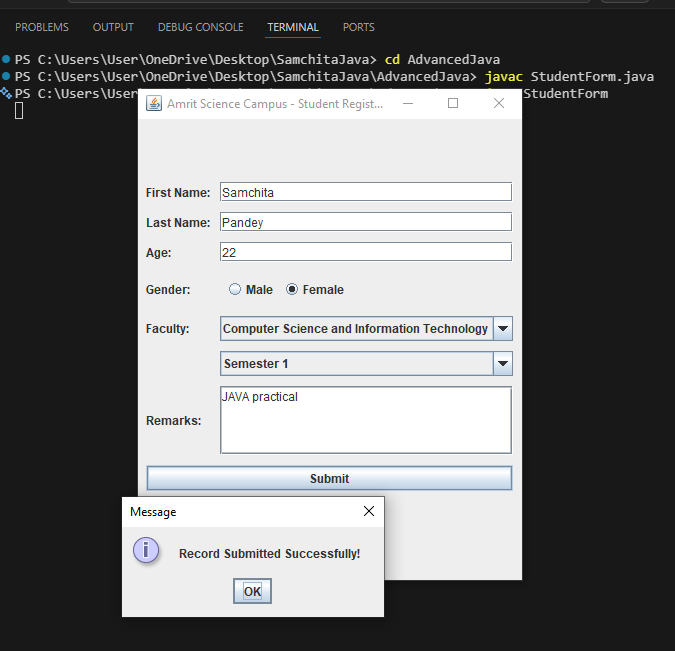 PROBLEMS OUTPUT DEBUG CONSOLE TERMINAL PORTS
PS C:\Users\User\OneDrive\Desktop\SamchitaJava> cd AdvancedJava
PS C:\Users\User\OneDrive\Desktop\SamchitaJava\AdvancedJava> javac StudentForm.java
PS C:\Users\User StudentForm
Amrit Science Campus - Student Regist...
First Name: Samchita
Last Name: Pandey
Age: 22
Gender: Male Female
Faculty: Computer Science and Information Technology
Semester 1
JAVA practical
Remarks:
Submit
Message
Record Submitted Successfully!
OK